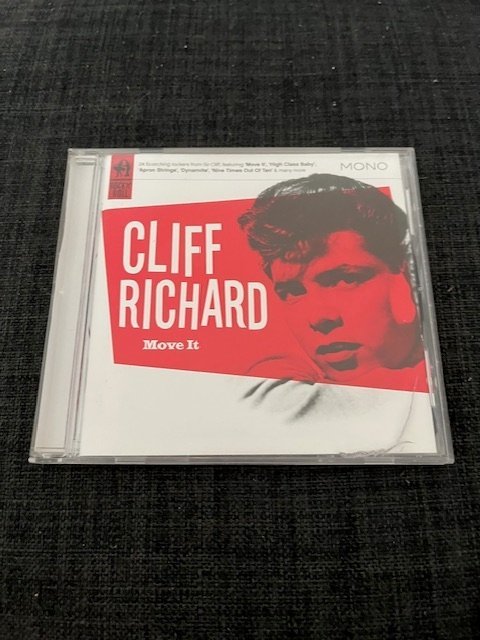 24 Scorching rockers from Sir Cliff, featuring 'Move It', 'High Class Baby',
'Apron Strings', 'Dynamite', 'Nine Times Out Of Ten' & many more
MONO
CLIFF
RICHARD
Move It